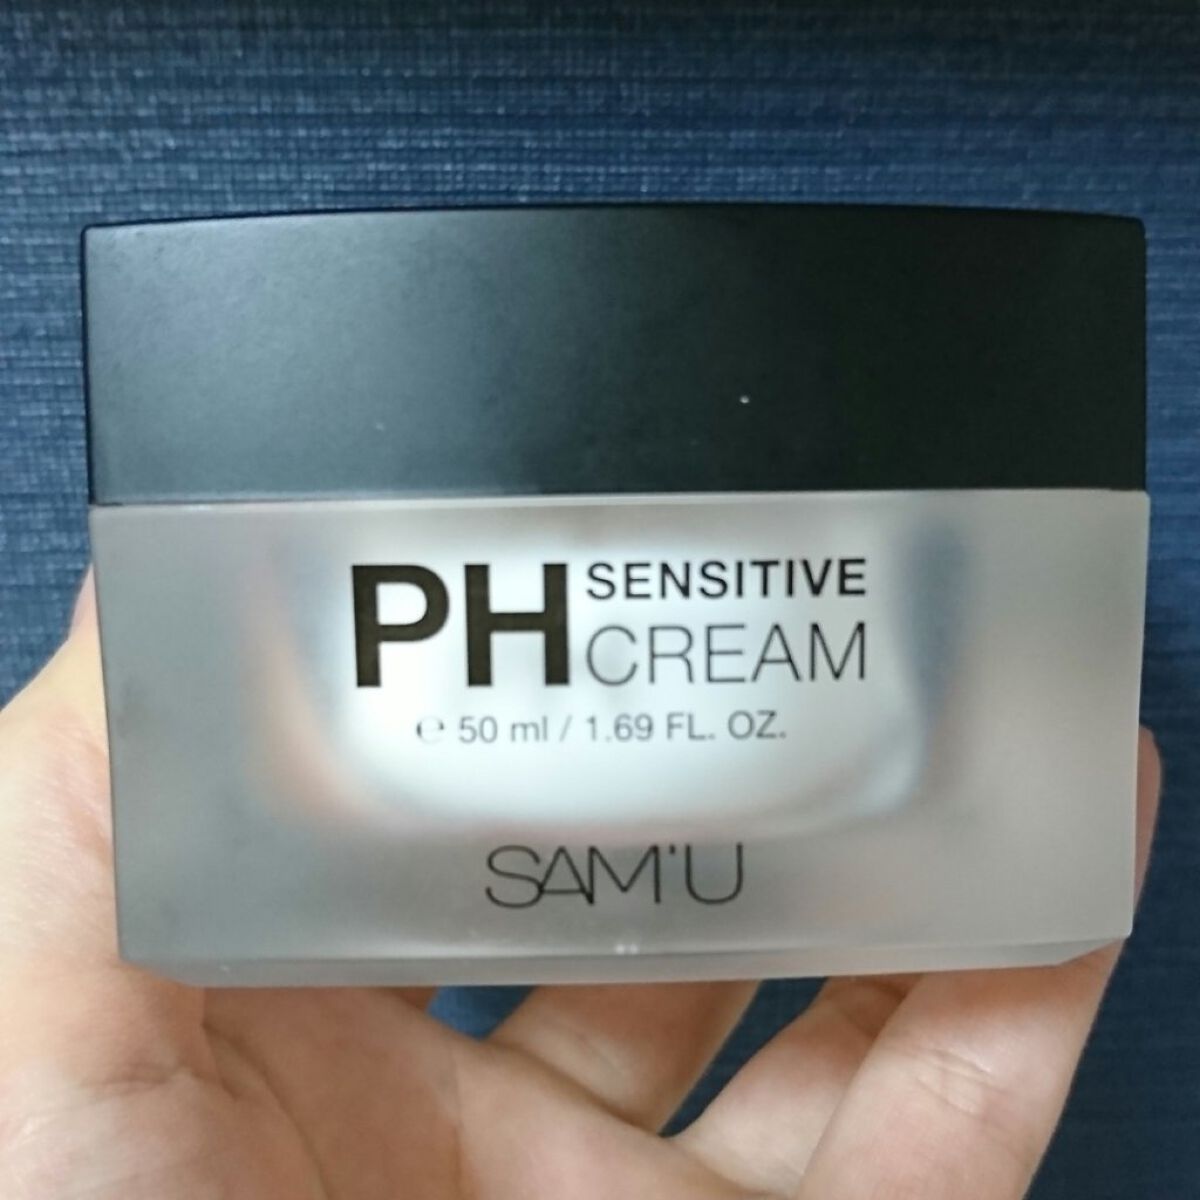 PH SENSITIVE
CREAM
℮ 50 ml / 1.69 FL. OZ.
SAM'U